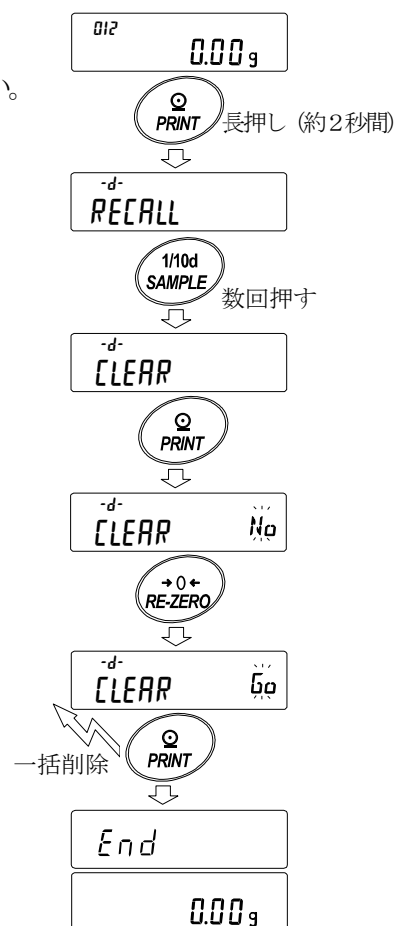 012
0.00 g
い。
PRINT 長押し（約２秒間）
-d-
RECALL
1/10d
SAMPLE
数回押す
-d-
CLEAR
PRINT
-d-
CLEAR No
→0←
RE-ZERO
-d-
CLEAR Go
一括削除
PRINT
End
0.00 g